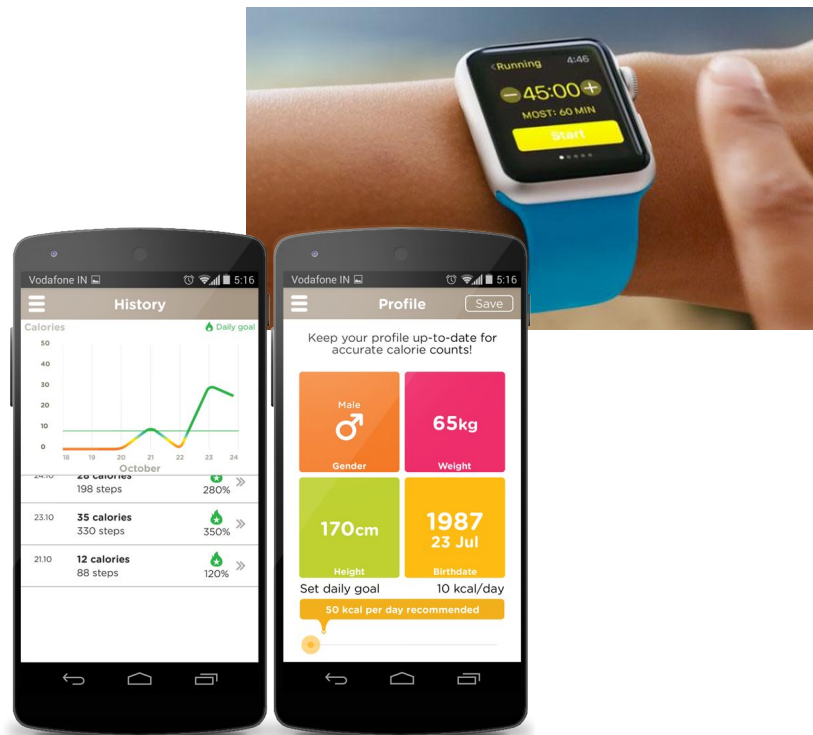 <Running 4:46
45:00
MOST: 60 MIN
Start
Vodafone IN 5:16
History
Calories
Daily goal
50
40
30
20
10
0
18 19 20 21 22 23 24
October
24.10 28 calories
198 steps 280%
23.10 35 calories
330 steps 350%
21.10 12 calories
88 steps 120%
Vodafone IN 5:16
Profile Save
Keep your profile up-to-date for
accurate calorie counts!
Male
Gender
65kg
Weight
170cm
Height
1987
23 Jul
Birthdate
Set daily goal 10 kcal/day
50 kcal per day recommended